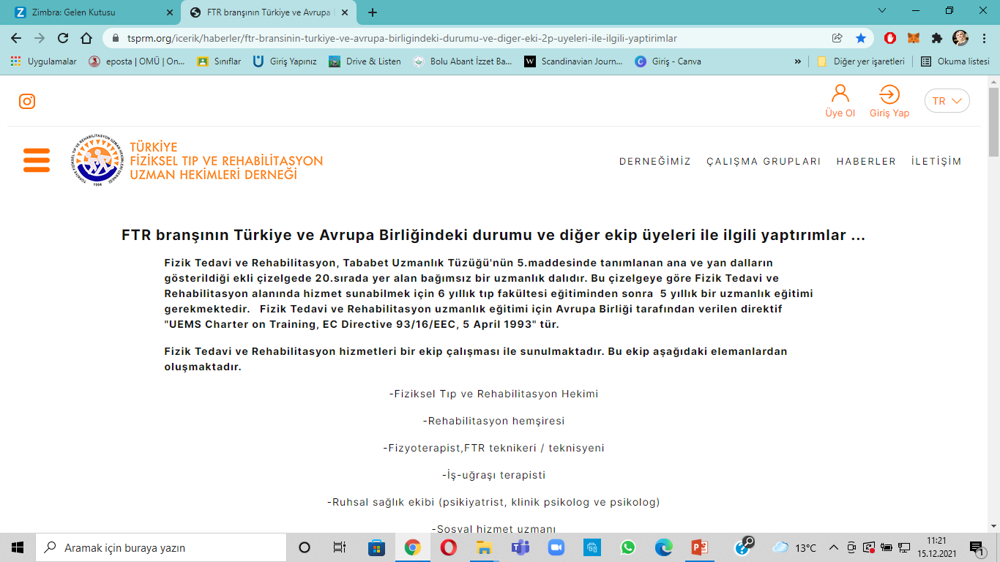 Zimbra: Gelen Kutusu
FTR branşının Türkiye ve Avrupa
tsprm.org/icerik/haberler/ftr-bransinin-turkiye-ve-avrupa-birligindeki-durumu-ve-diger-eki-2p-uyeleri-ile-ilgili-yaptirimlar
Uygulamalar
eposta | OMÜ | On...
Sınıflar
Giriş Yapınız
Drive & Listen
Bolu Abant İzzet Ba...
Scandinavian Journ...
Giriş - Canva
»
Diğer yer işaretleri
Okuma listesi
Üye Ol
Giriş Yap
TR
TÜRKİYE
FİZİKSEL TIP VE REHABİLİTASYON
UZMAN HEKİMLERİ DERNEĞİ
DERNEĞİMİZ
ÇALIŞMA GRUPLARI
HABERLER
İLETİŞİM
FTR branşının Türkiye ve Avrupa Birliğindeki durumu ve diğer ekip üyeleri ile ilgili yaptırımlar ...
Fizik Tedavi ve Rehabilitasyon, Tababet Uzmanlık Tüzüğü'nün 5.maddesinde tanımlanan ana ve yan dalların
gösterildiği ekli çizelgede 20.sırada yer alan bağımsız bir uzmanlık dalıdır. Bu çizelgeye göre Fizik Tedavi ve
Rehabilitasyon alanında hizmet sunabilmek için 6 yıllık tıp fakültesi eğitiminden sonra 5 yıllık bir uzmanlık eğitimi
gerekmektedir. Fizik Tedavi ve Rehabilitasyon uzmanlık eğitimi için Avrupa Birliği tarafından verilen direktif
"UEMS Charter on Training, EC Directive 93/16/EEC, 5 April 1993" tür.
Fizik Tedavi ve Rehabilitasyon hizmetleri bir ekip çalışması ile sunulmaktadır. Bu ekip aşağıdaki elemanlardan
oluşmaktadır.
-Fiziksel Tıp ve Rehabilitasyon Hekimi
-Rehabilitasyon hemşiresi
-Fizyoterapist,FTR teknikeri / teknisyeni
-İş-uğraşı terapisti
-Ruhsal sağlık ekibi (psikiyatrist, klinik psikolog ve psikolog)
-Sosyal hizmet uzmanı
Aramak için buraya yazın
13°C
11:21
15.12.2021
1